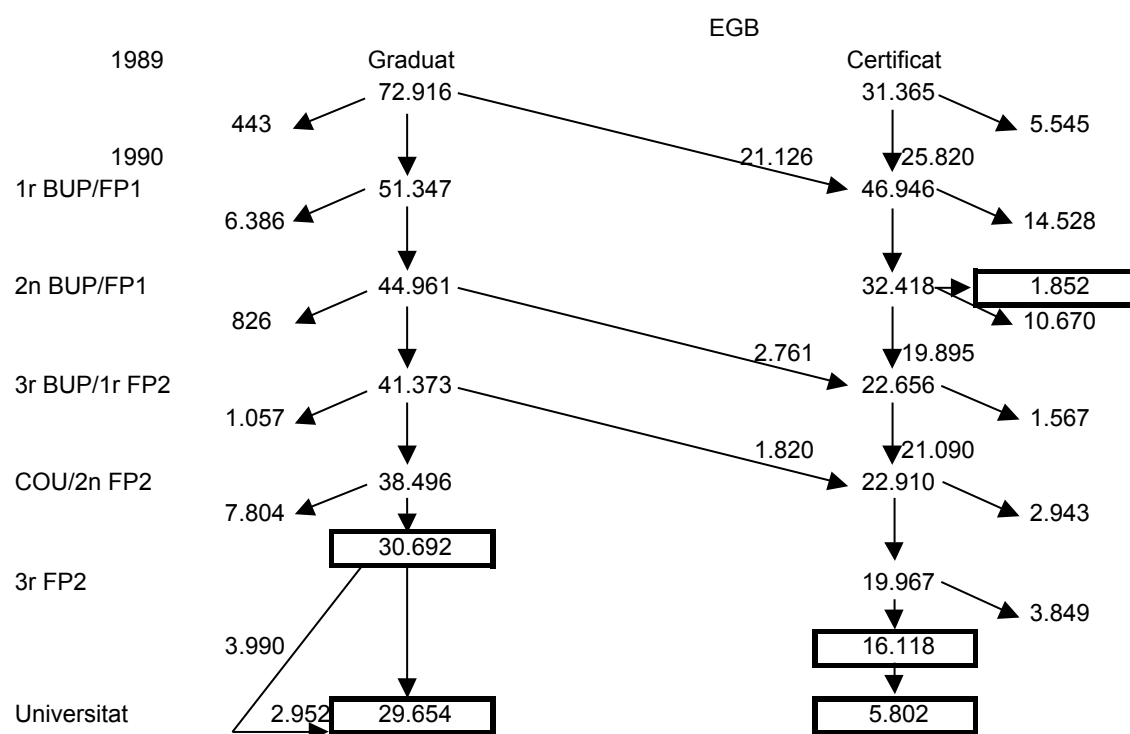 EGB
1989 Graduat Certificat
72.916 31.365
443 5.545
1990 21.126 25.820
1r BUP/FP1 51.347 46.946
6.386 14.528
2n BUP/FP1 44.961 32.418 1.852
826 10.670
2.761 19.895
3r BUP/1r FP2 41.373 22.656
1.057 1.567
1.820 21.090
COU/2n FP2 38.496 22.910
7.804 2.943
30.692
3r FP2 19.967
3.849
3.990 16.118
Universitat 2.952 29.654 5.802